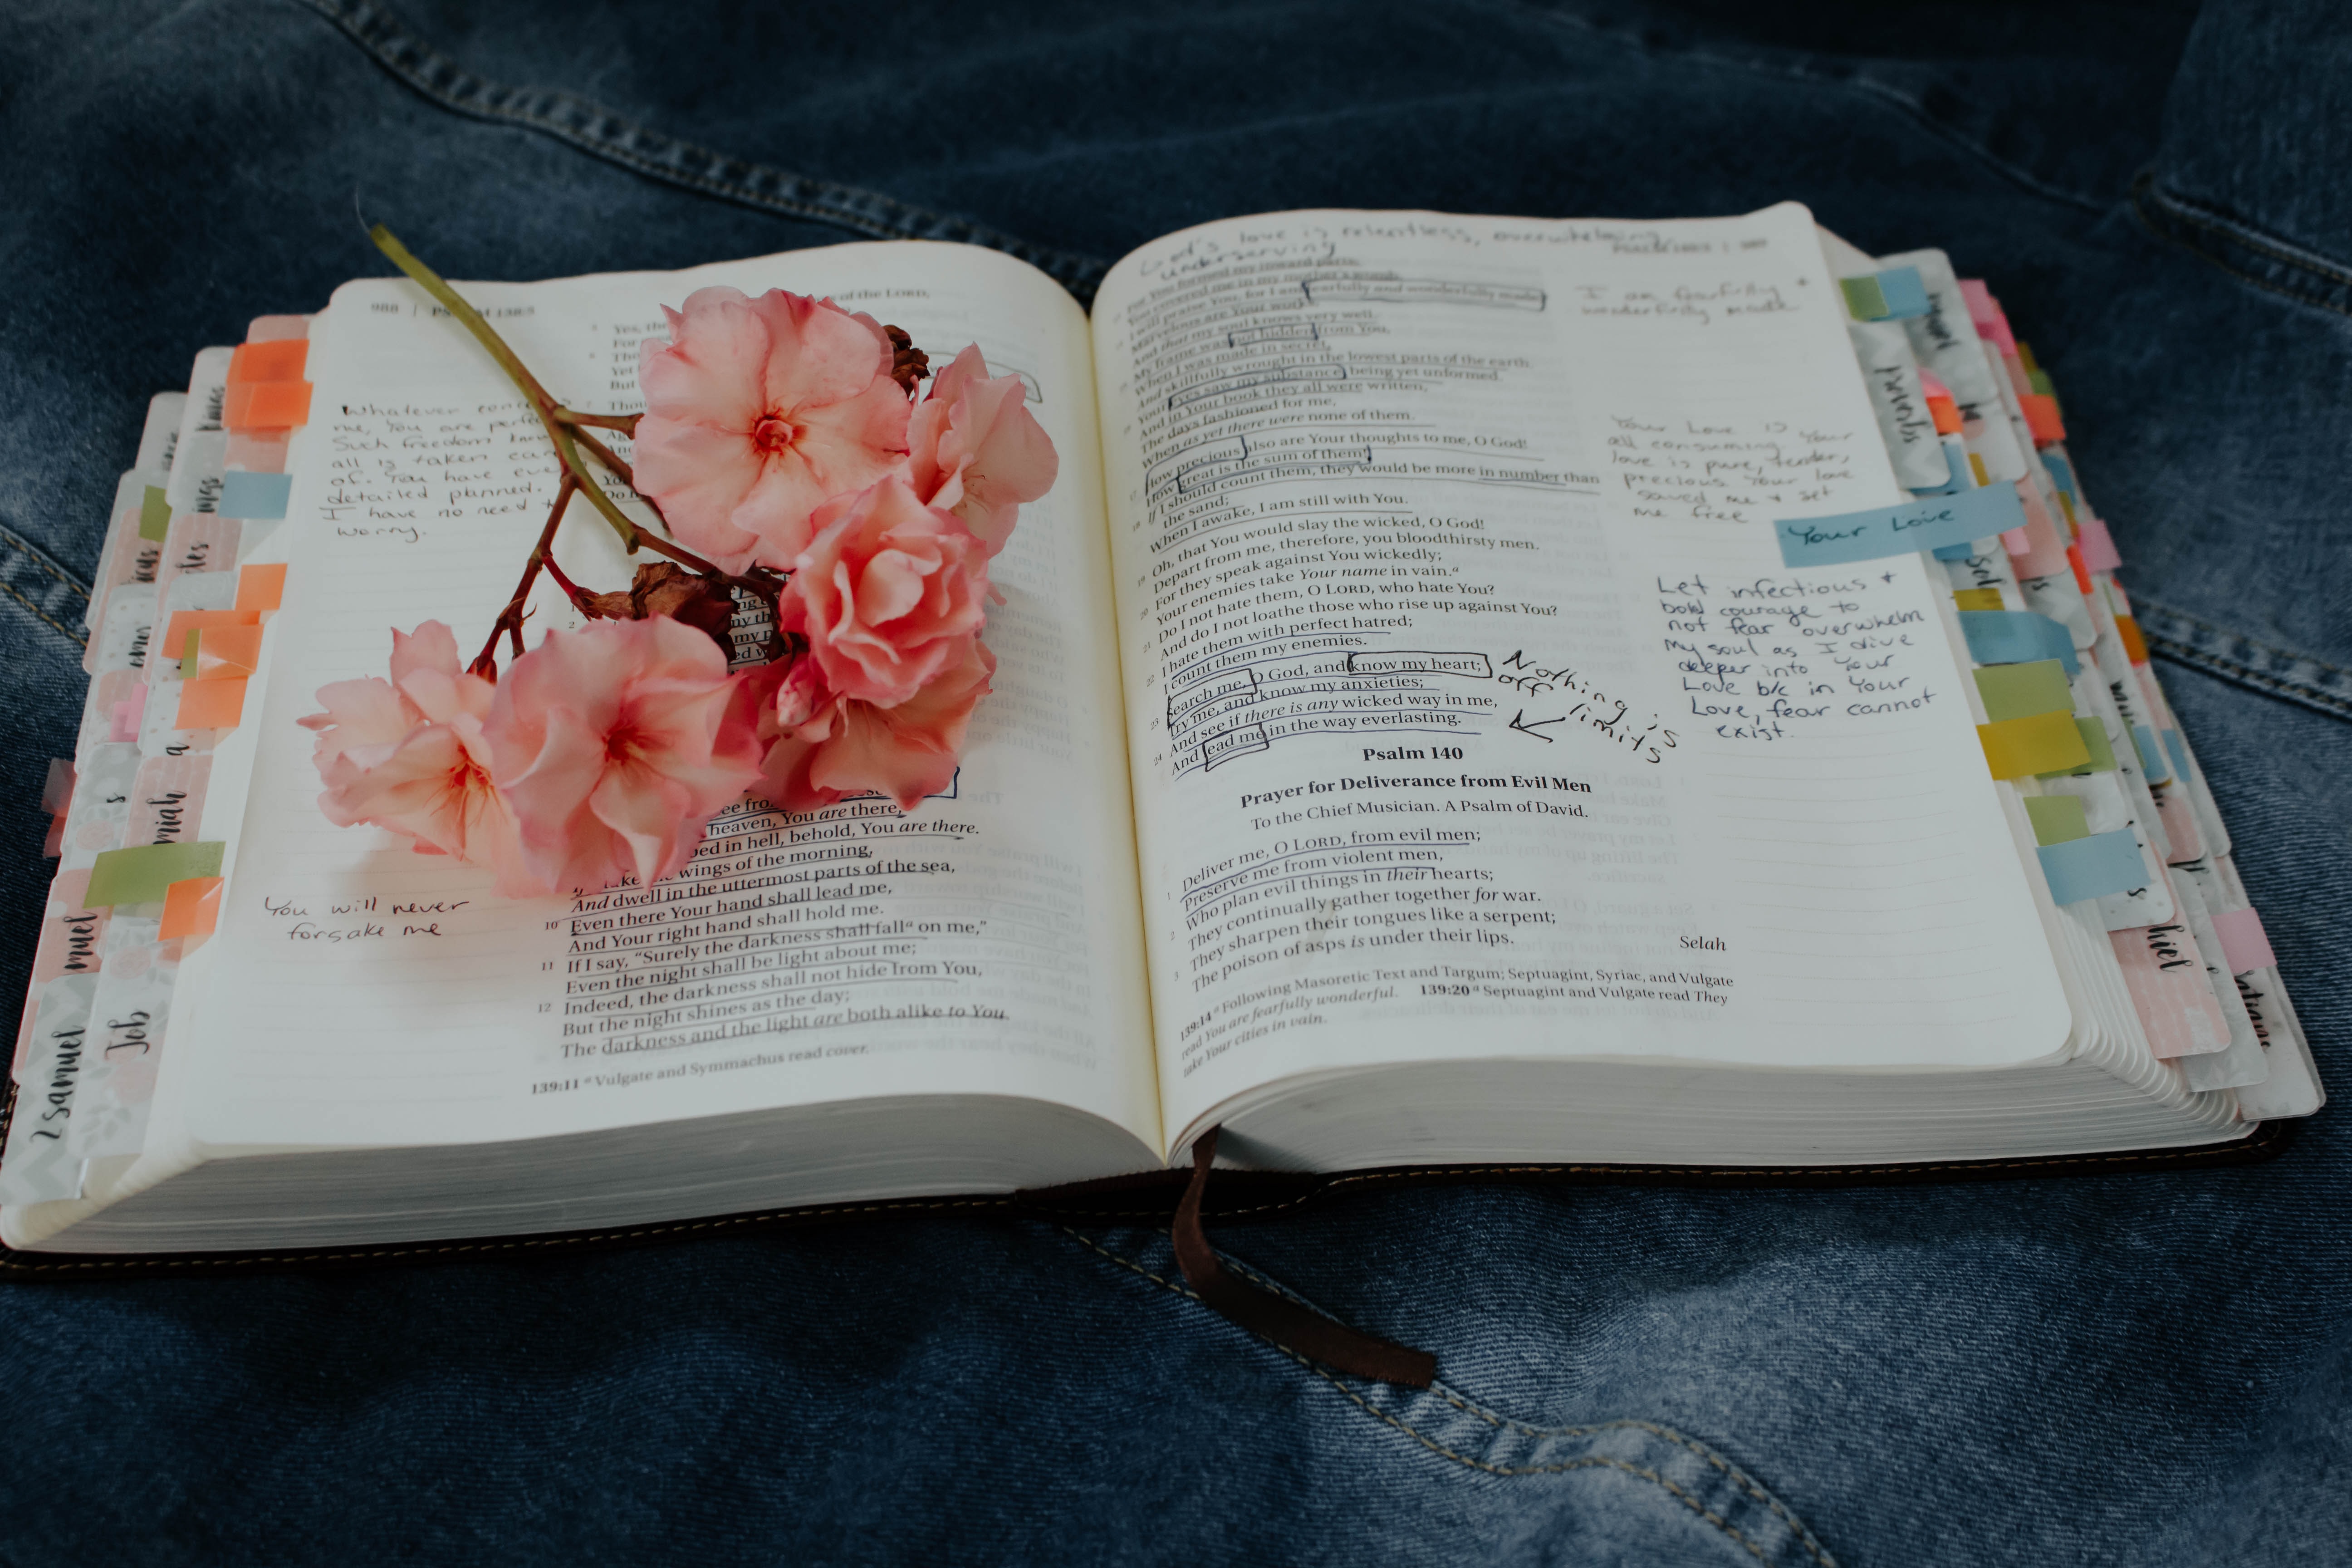 988 | PSALM 138:5
of the LORD,
Yes, the
For
Yet
But
Whatever concerns
me, You are perfe
Such freedom know
all is taken care
of. You have eve
detailed planned.
I have no need to
worry.
heaven, You are there;
bed in hell, behold, You are there.
wings of the morning,
And dwell in the uttermost parts of the sea,
10 Even there Your hand shall lead me,
And Your right hand shall hold me.
11 If I say, “Surely the darkness shall fallᵃ on me,”
Even the night shall be light about me;
12 Indeed, the darkness shall not hide from You,
But the night shines as the day;
The darkness and the light are both alike to You.
139:11 ᵃ Vulgate and Symmachus read cover.
You will never
forsake me
God's love is relentless, overwhelming,
underserving
For You formed my inward parts;
You covered me in my mother's womb.
I will praise You, for I am fearfully and wonderfully made;
Marvelous are Your works,
And that my soul knows very well.
My frame was not hidden from You,
When I was made in secret,
And skillfully wrought in the lowest parts of the earth.
Your eyes saw my substance, being yet unformed.
And in Your book they all were written,
The days fashioned for me,
When as yet there were none of them.
17 How precious also are Your thoughts to me, O God!
How great is the sum of them!
18 If I should count them, they would be more in number than
the sand;
When I awake, I am still with You.
19 Oh, that You would slay the wicked, O God!
Depart from me, therefore, you bloodthirsty men.
20 For they speak against You wickedly;
Your enemies take Your name in vain.ᵃ
21 Do I not hate them, O LORD, who hate You?
And do I not loathe those who rise up against You?
22 I hate them with perfect hatred;
I count them my enemies.
23 Search me, O God, and know my heart;
Try me, and know my anxieties;
24 And see if there is any wicked way in me,
And lead me in the way everlasting.
Nothing is
off limits
Psalm 140
Prayer for Deliverance from Evil Men
To the Chief Musician. A Psalm of David.
1 Deliver me, O LORD, from evil men;
Preserve me from violent men,
2 Who plan evil things in their hearts;
They continually gather together for war.
3 They sharpen their tongues like a serpent;
The poison of asps is under their lips.
Selah
139:14 ᵃ Following Masoretic Text and Targum; Septuagint, Syriac, and Vulgate
read You are fearfully wonderful. 139:20 ᵃ Septuagint and Vulgate read They
take Your cities in vain.
I am fearfully +
wonderfully made
Your Love is
all consuming. Your
love is pure, tender,
precious. Your love
saved me + set
me free
Your Love
Let infectious +
bold courage to
not fear overwhelm
my soul as I dive
deeper into Your
Love b/c in Your
Love, fear cannot
exist.
2 samuel
Job
muel
miah
Proverbs
hiel